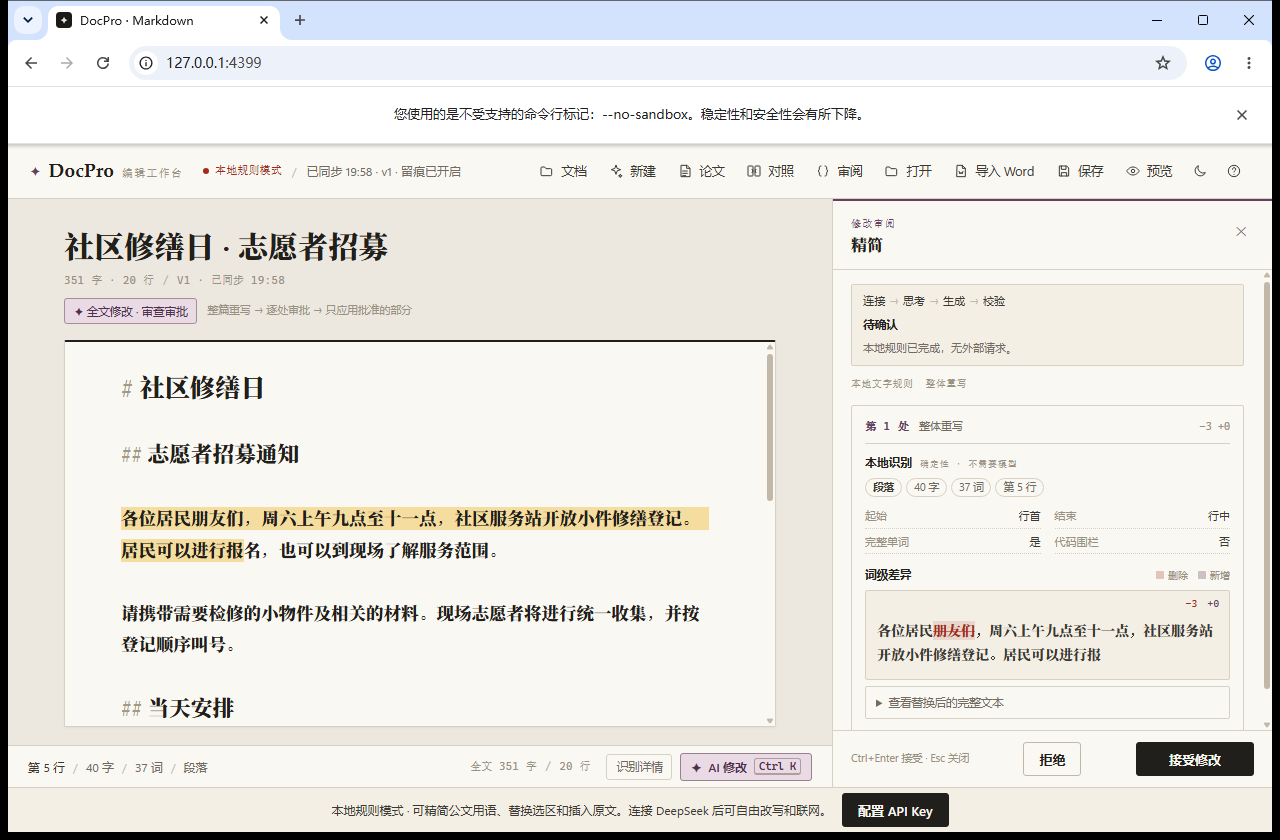 DocPro · Markdown
127.0.0.1:4399
您使用的是不受支持的命令行标记：--no-sandbox。稳定性和安全性会有所下降。
DocPro 编辑工作台 本地规则模式 / 已同步 19:58 · v1 · 留痕已开启 文档 新建 论文 对照 审阅 打开 导入 Word 保存 预览
社区修缮日 · 志愿者招募
351 字 · 20 行 / V1 · 已同步 19:58
全文修改 · 审查审批 整篇重写 → 逐处审批 → 只应用批准的部分
# 社区修缮日
## 志愿者招募通知
各位居民朋友们，周六上午九点至十一点，社区服务站开放小件修缮登记。
居民可以进行报名，也可以到现场了解服务范围。
请携带需要检修的小物件及相关的材料。现场志愿者将进行统一收集，并按
登记顺序叫号。
## 当天安排
第 5 行 / 40 字 / 37 词 / 段落 全文 351 字 / 20 行 识别详情 AI 修改 Ctrl K
修改审阅
精简
连接 → 思考 → 生成 → 校验
待确认
本地规则已完成，无外部请求。
本地文字规则 整体重写
第 1 处 整体重写 −3 +0
本地识别 确定性 · 不需要模型
段落 40 字 37 词 第 5 行
起始 行首 结束 行中
完整单词 是 代码围栏 否
词级差异 删除 新增
−3 +0
各位居民朋友们，周六上午九点至十一点，社区服务站
开放小件修缮登记。居民可以进行报
查看替换后的完整文本
Ctrl+Enter 接受 · Esc 关闭 拒绝 接受修改
本地规则模式 · 可精简公文用语、替换选区和插入原文。连接 DeepSeek 后可自由改写和联网。 配置 API Key